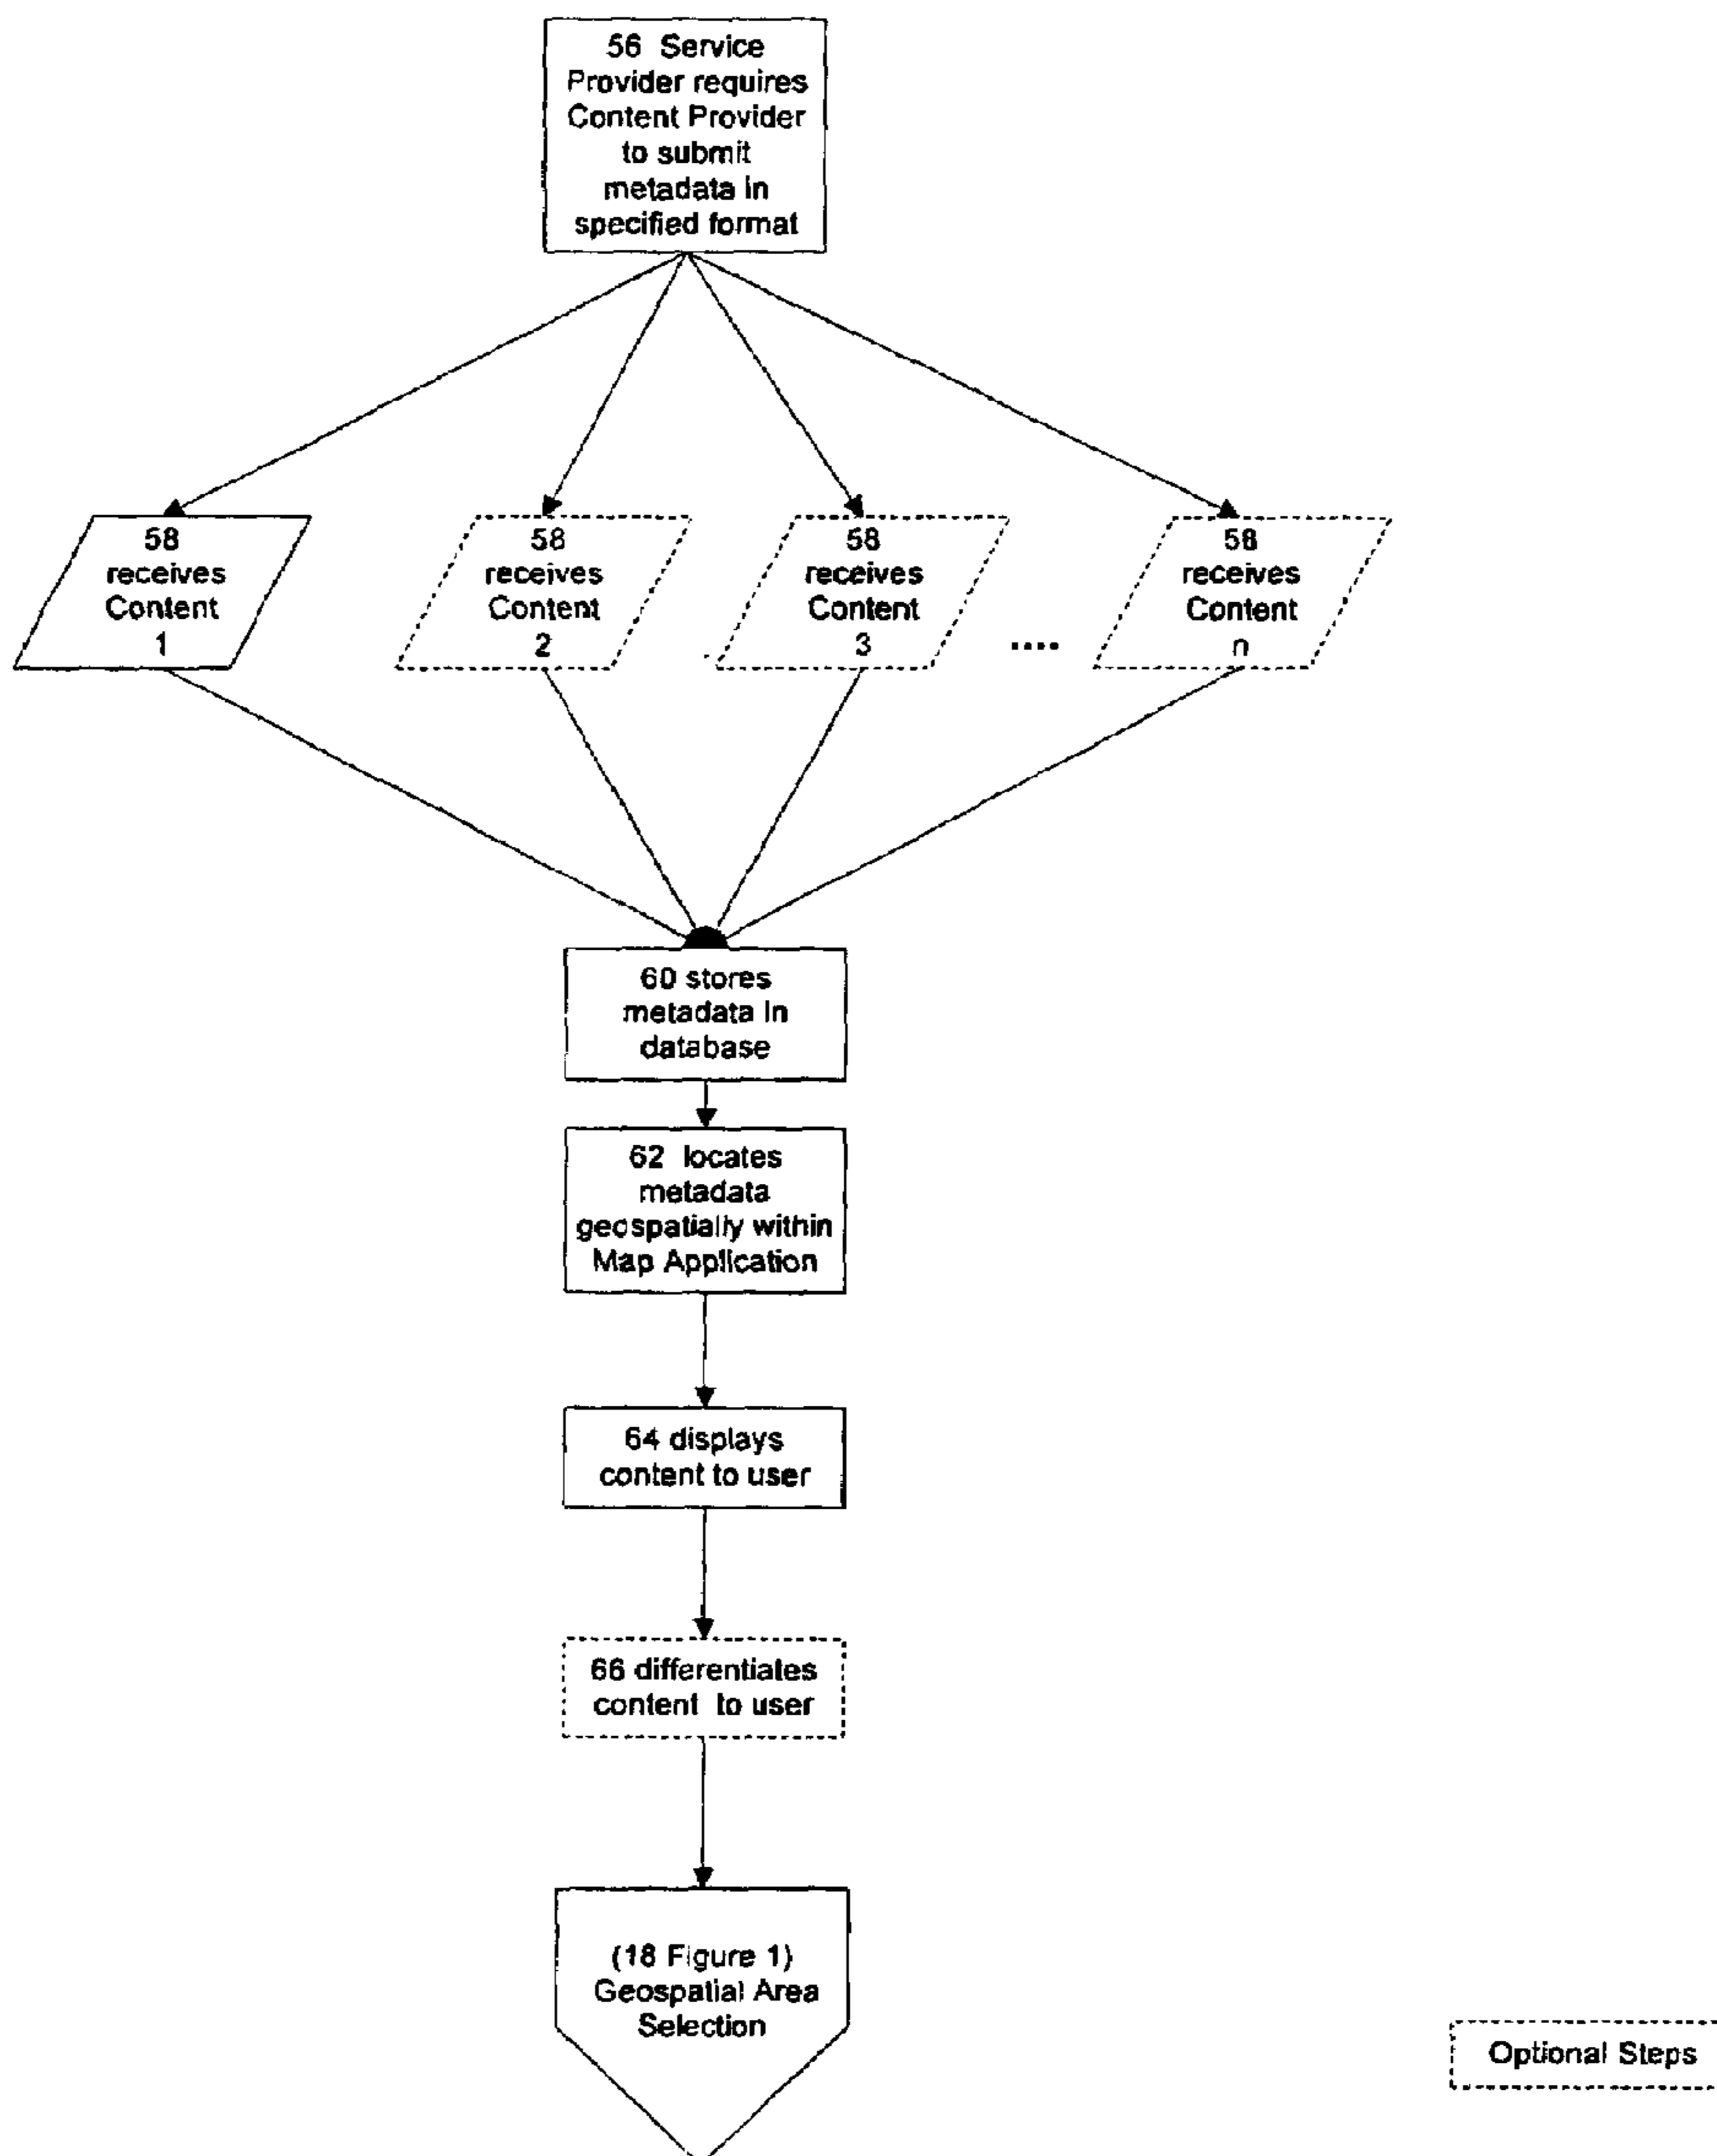 56 Service
Provider requires
Content Provider
to submit
metadata in
specified format
58
receives
Content
1
58
receives
Content
2
58
receives
Content
3
....
58
receives
Content
n
60 stores
metadata in
database
62 locates
metadata
geospatially within
Map Application
64 displays
content to user
66 differentiates
content to user
(18 Figure 1)
Geospatial Area
Selection
Optional Steps